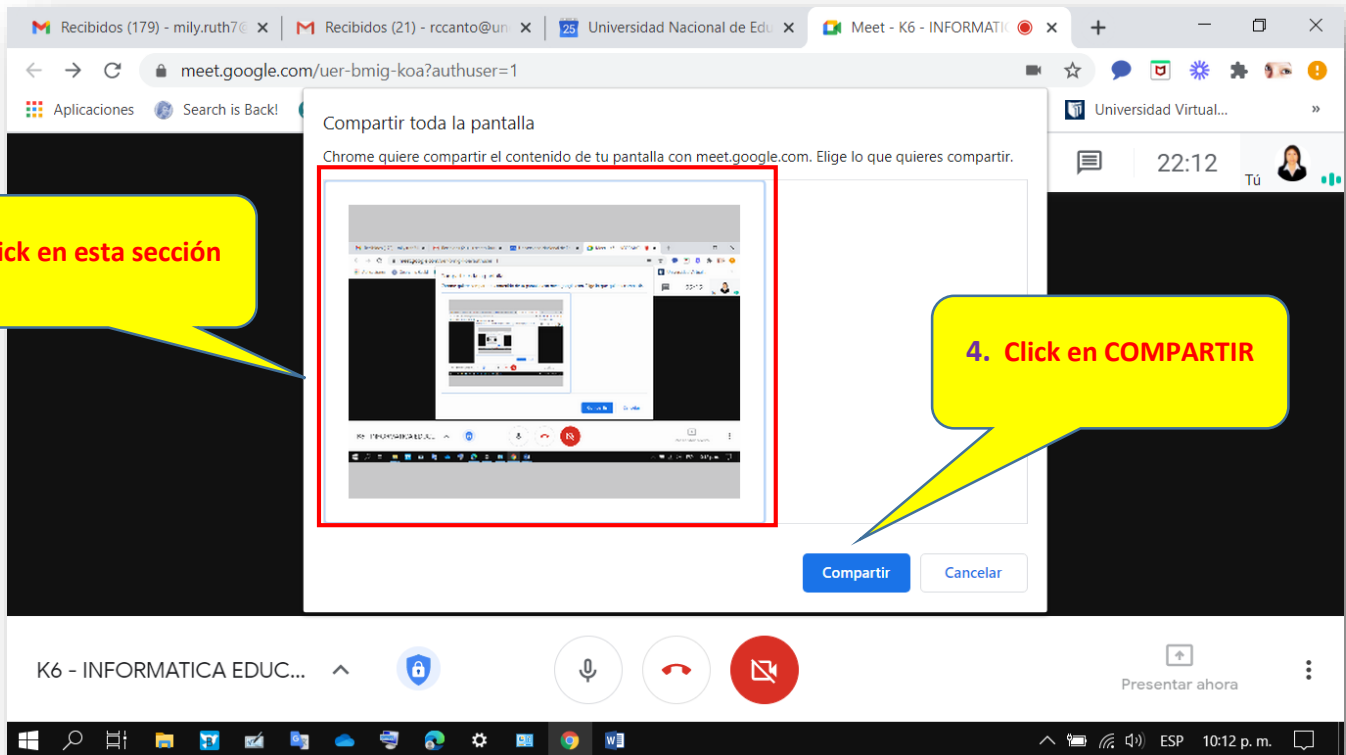 Recibidos (179) - mily.ruth7@
Recibidos (21) - rccanto@un
25 Universidad Nacional de Edu
Meet - K6 - INFORMATIC
meet.google.com/uer-bmig-koa?authuser=1
Aplicaciones
Search is Back!
Universidad Virtual...
»
Compartir toda la pantalla
Chrome quiere compartir el contenido de tu pantalla con meet.google.com. Elige lo que quieres compartir.
22:12
Tú
ick en esta sección
4. Click en COMPARTIR
Compartir
Cancelar
K6 - INFORMATICA EDUC...
Presentar ahora
ESP
10:12 p. m.